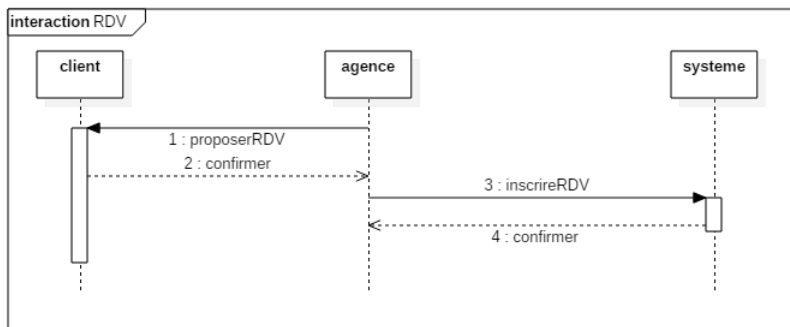 interaction RDV
client
agence
systeme
1 : proposerRDV
2 : confirmer
3 : inscrireRDV
4 : confirmer